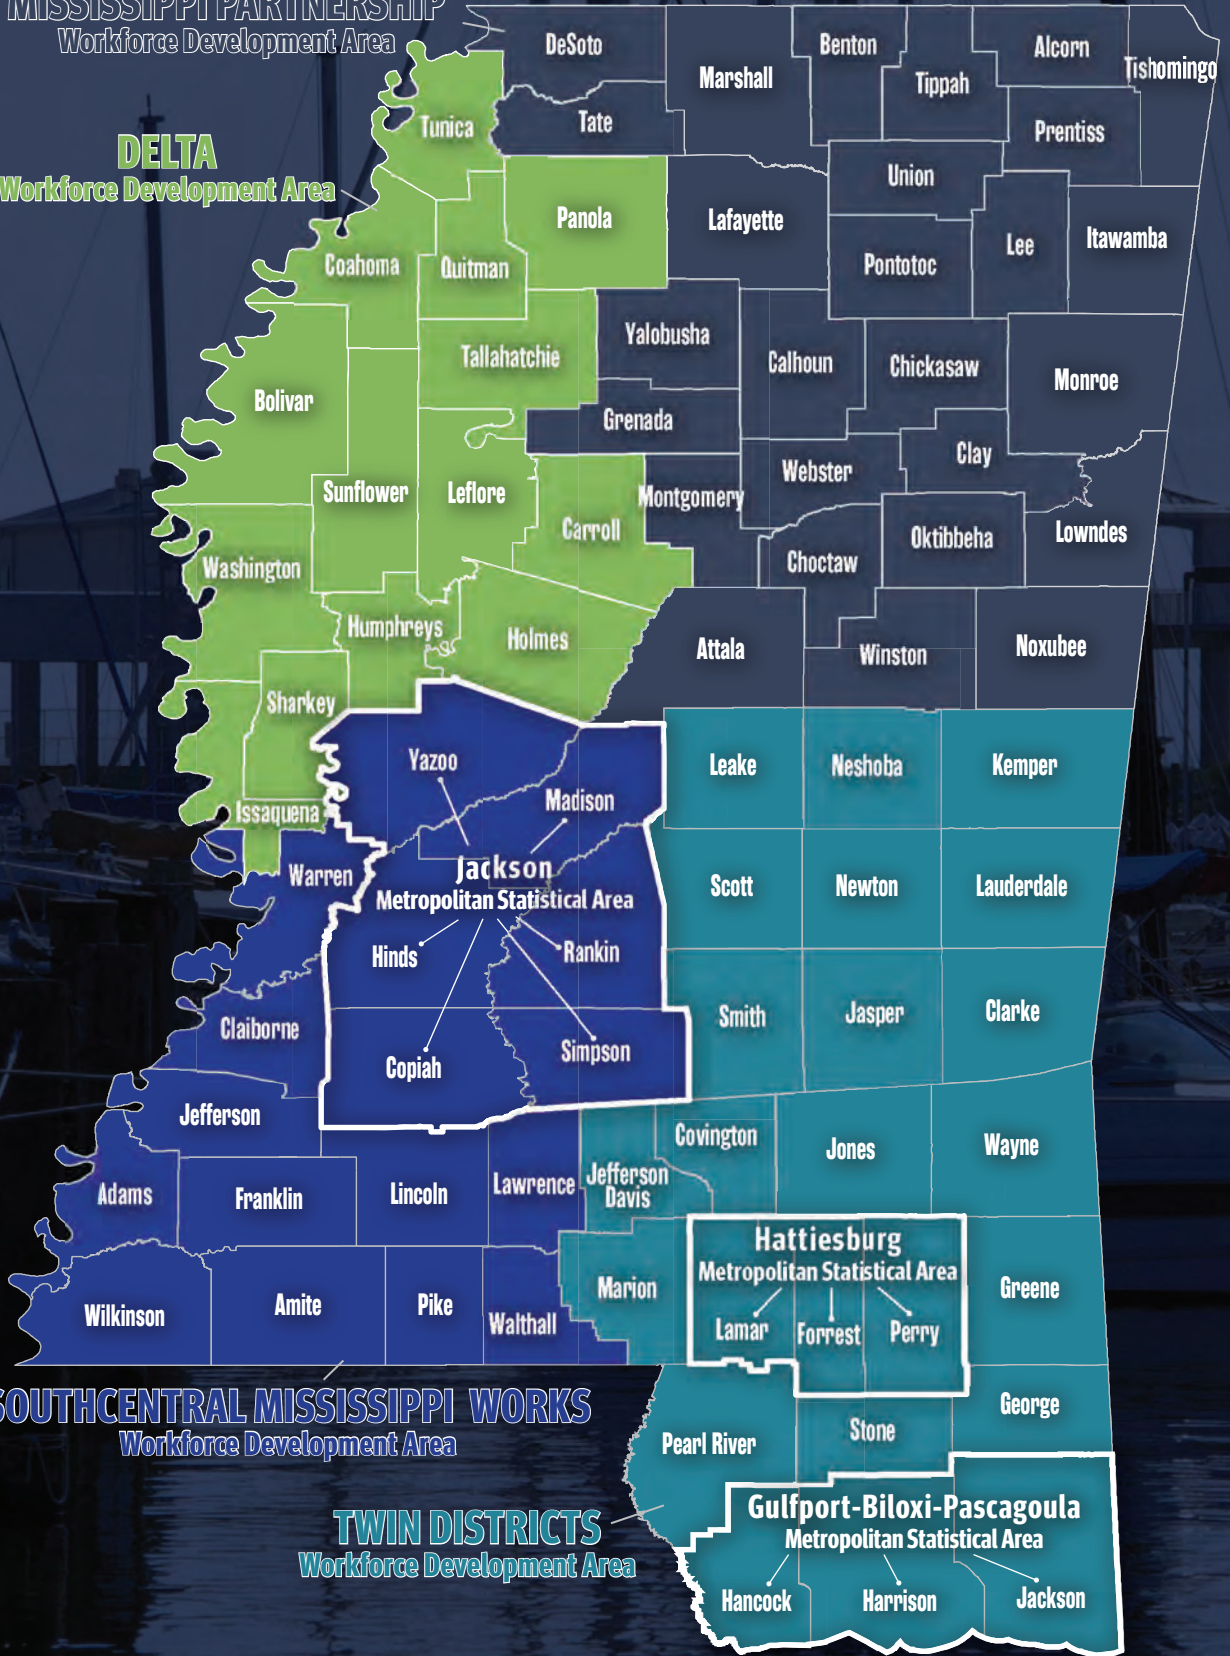 MISSISSIPPI PARTNERSHIP
Workforce Development Area
DeSoto
Marshall
Benton
Tippah
Alcorn
Tishomingo
Tunica
Tate
Prentiss
DELTA
Workforce Development Area
Union
Panola
Lafayette
Coahoma
Quitman
Pontotoc
Lee
Itawamba
Tallahatchie
Yalobusha
Calhoun
Chickasaw
Monroe
Bolivar
Grenada
Sunflower
Leflore
Carroll
Montgomery
Webster
Clay
Washington
Choctaw
Oktibbeha
Lowndes
Humphreys
Holmes
Attala
Winston
Noxubee
Sharkey
Yazoo
Madison
Leake
Neshoba
Kemper
Issaquena
Warren
Jackson
Metropolitan Statistical Area
Scott
Newton
Lauderdale
Hinds
Rankin
Claiborne
Copiah
Simpson
Smith
Jasper
Clarke
Jefferson
Covington
Jones
Wayne
Adams
Franklin
Lincoln
Lawrence
Jefferson
Davis
Hattiesburg
Metropolitan Statistical Area
Wilkinson
Amite
Pike
Walthall
Marion
Lamar
Forrest
Perry
Greene
SOUTHCENTRAL MISSISSIPPI WORKS
Workforce Development Area
Pearl River
Stone
George
TWIN DISTRICTS
Workforce Development Area
Gulfport-Biloxi-Pascagoula
Metropolitan Statistical Area
Hancock
Harrison
Jackson